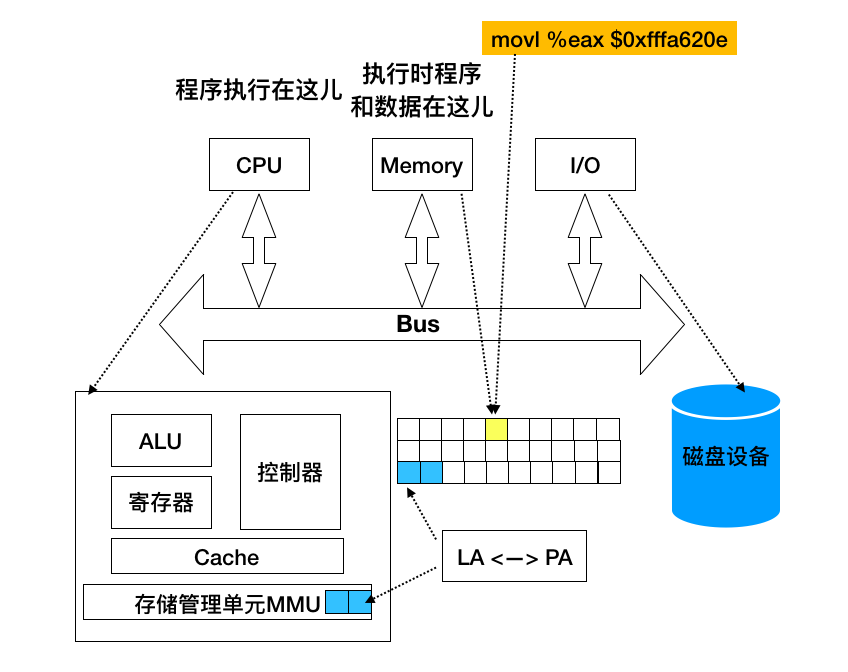 movl %eax $0xfffa620e
程序执行在这儿
执行时程序
和数据在这儿
CPU
Memory
I/O
Bus
ALU
控制器
寄存器
Cache
存储管理单元MMU
LA <—> PA
磁盘设备